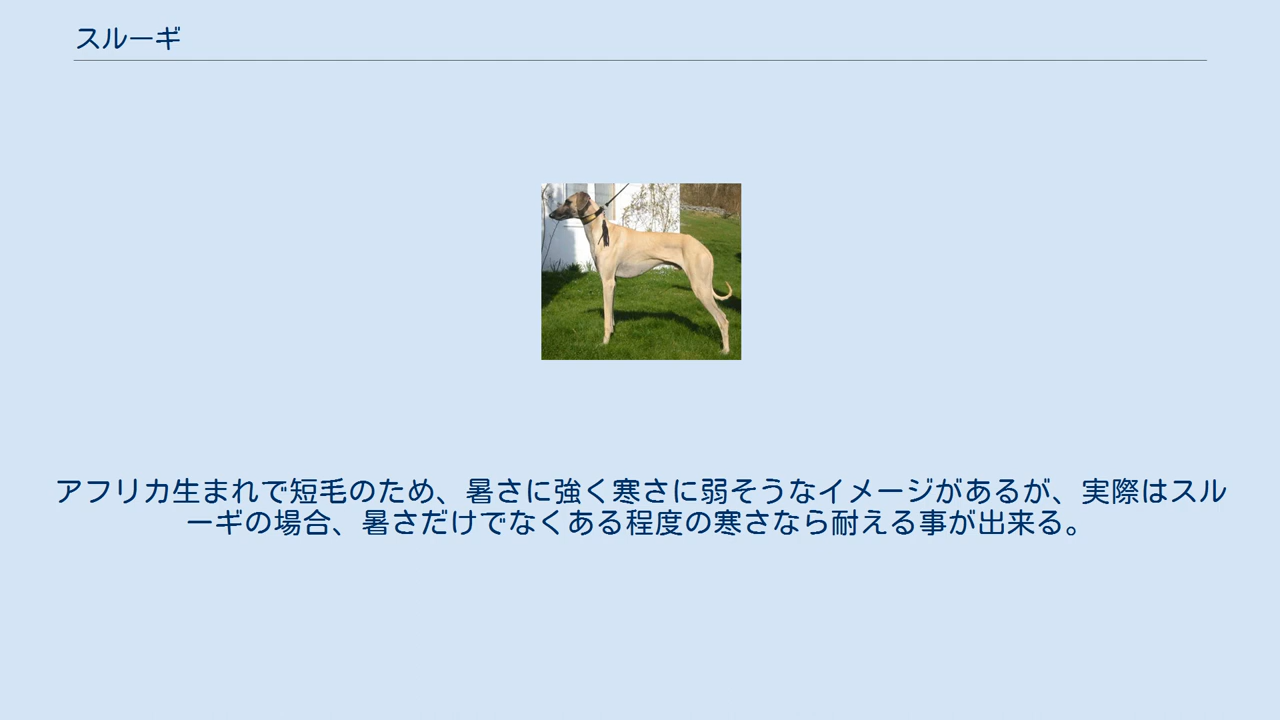 スルーギ
アフリカ生まれで短毛のため、暑さに強く寒さに弱そうなイメージがあるが、実際はスル
ーギの場合、暑さだけでなくある程度の寒さなら耐える事が出来る。